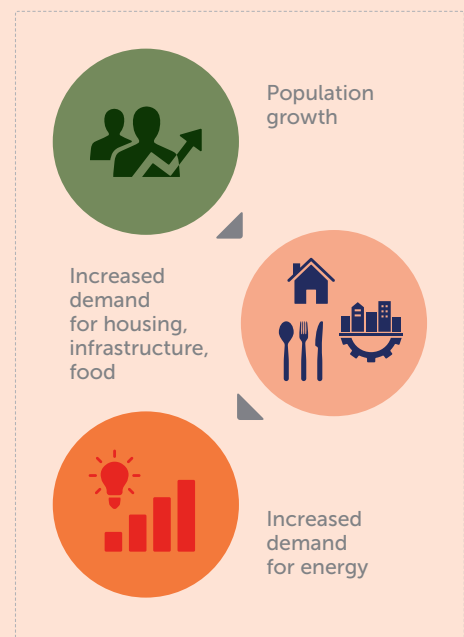 Population
growth
Increased
demand
for housing,
infrastructure,
food
Increased
demand
for energy